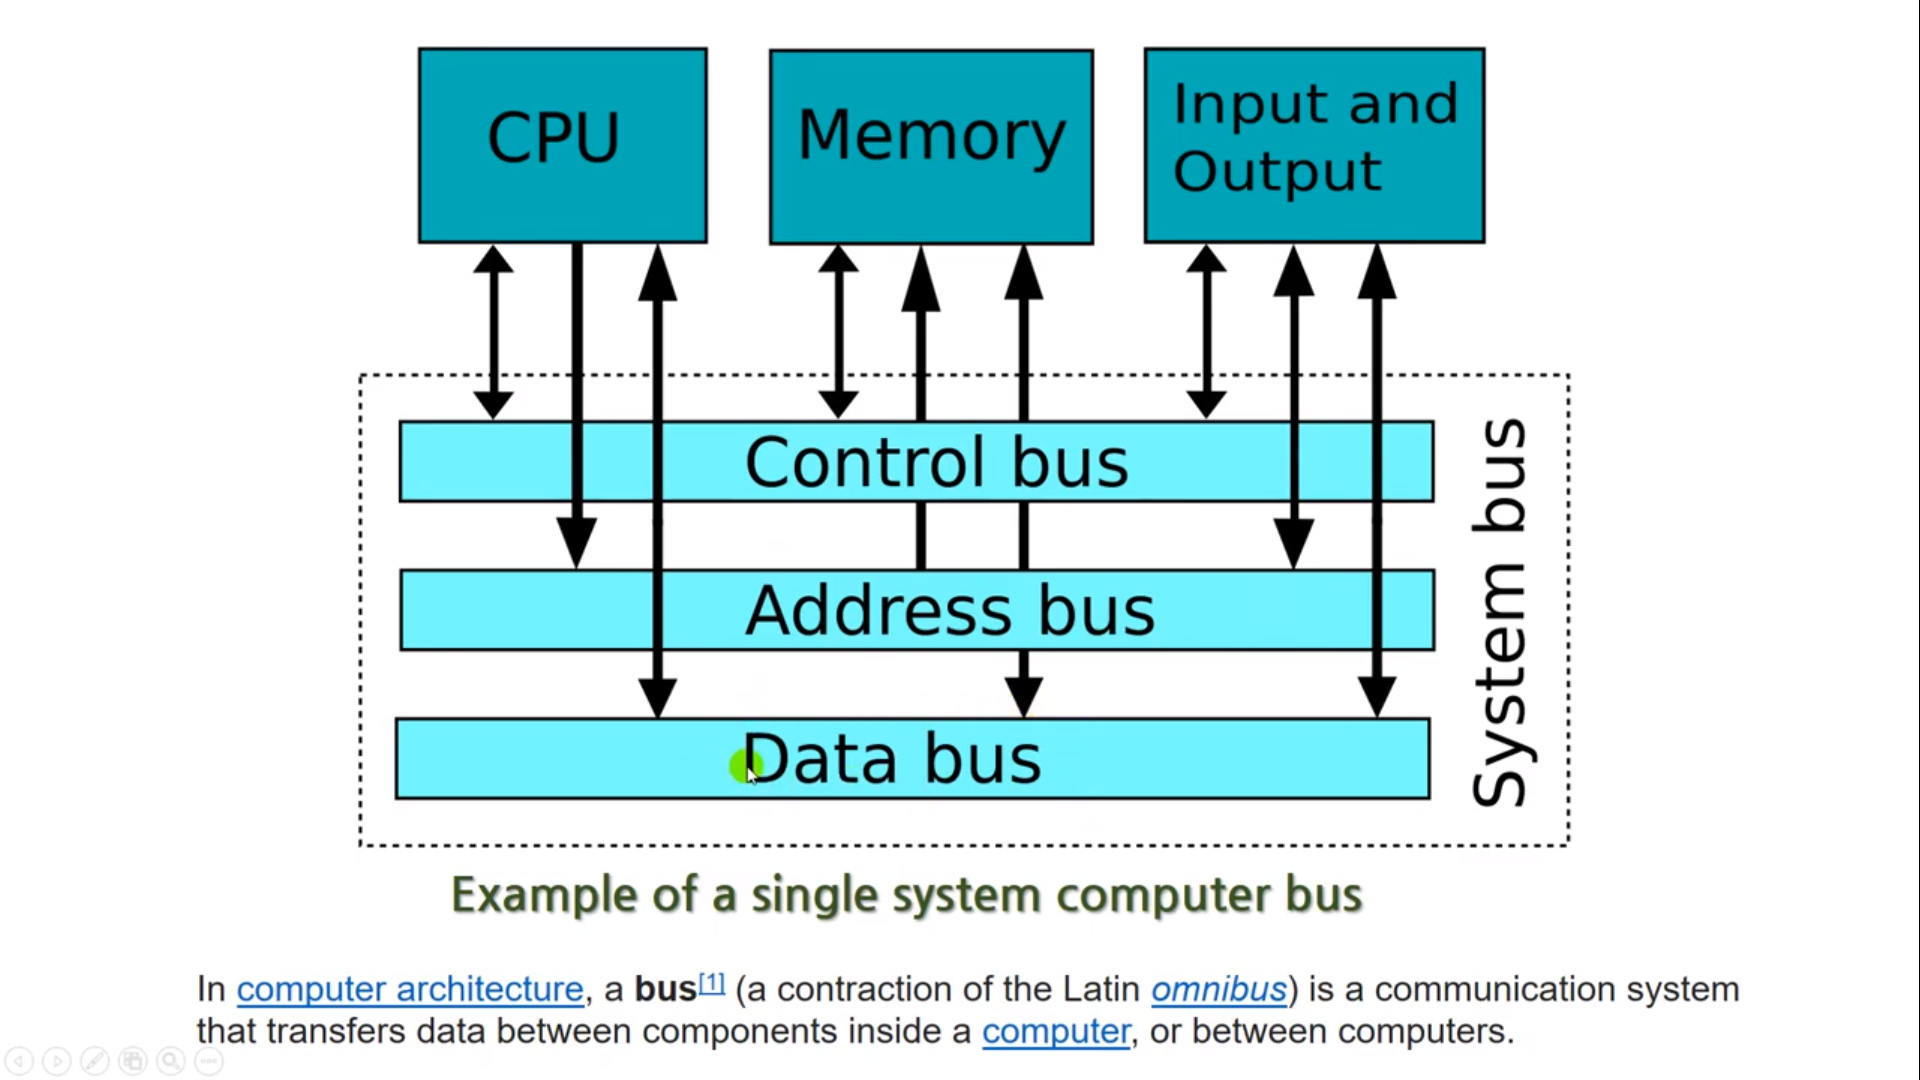 CPU
Memory
Input and
Output
Control bus
Address bus
Data bus
System bus
Example of a single system computer bus
In computer architecture, a bus[1] (a contraction of the Latin omnibus) is a communication system
that transfers data between components inside a computer, or between computers.